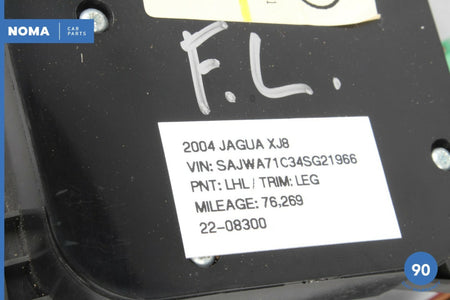 NOMA CAR PARTS
F.L.
2004 JAGUA XJ8
VIN: SAJWA71C34SG21966
PNT: LHL / TRIM: LEG
MILEAGE: 76,269
22-08300
90